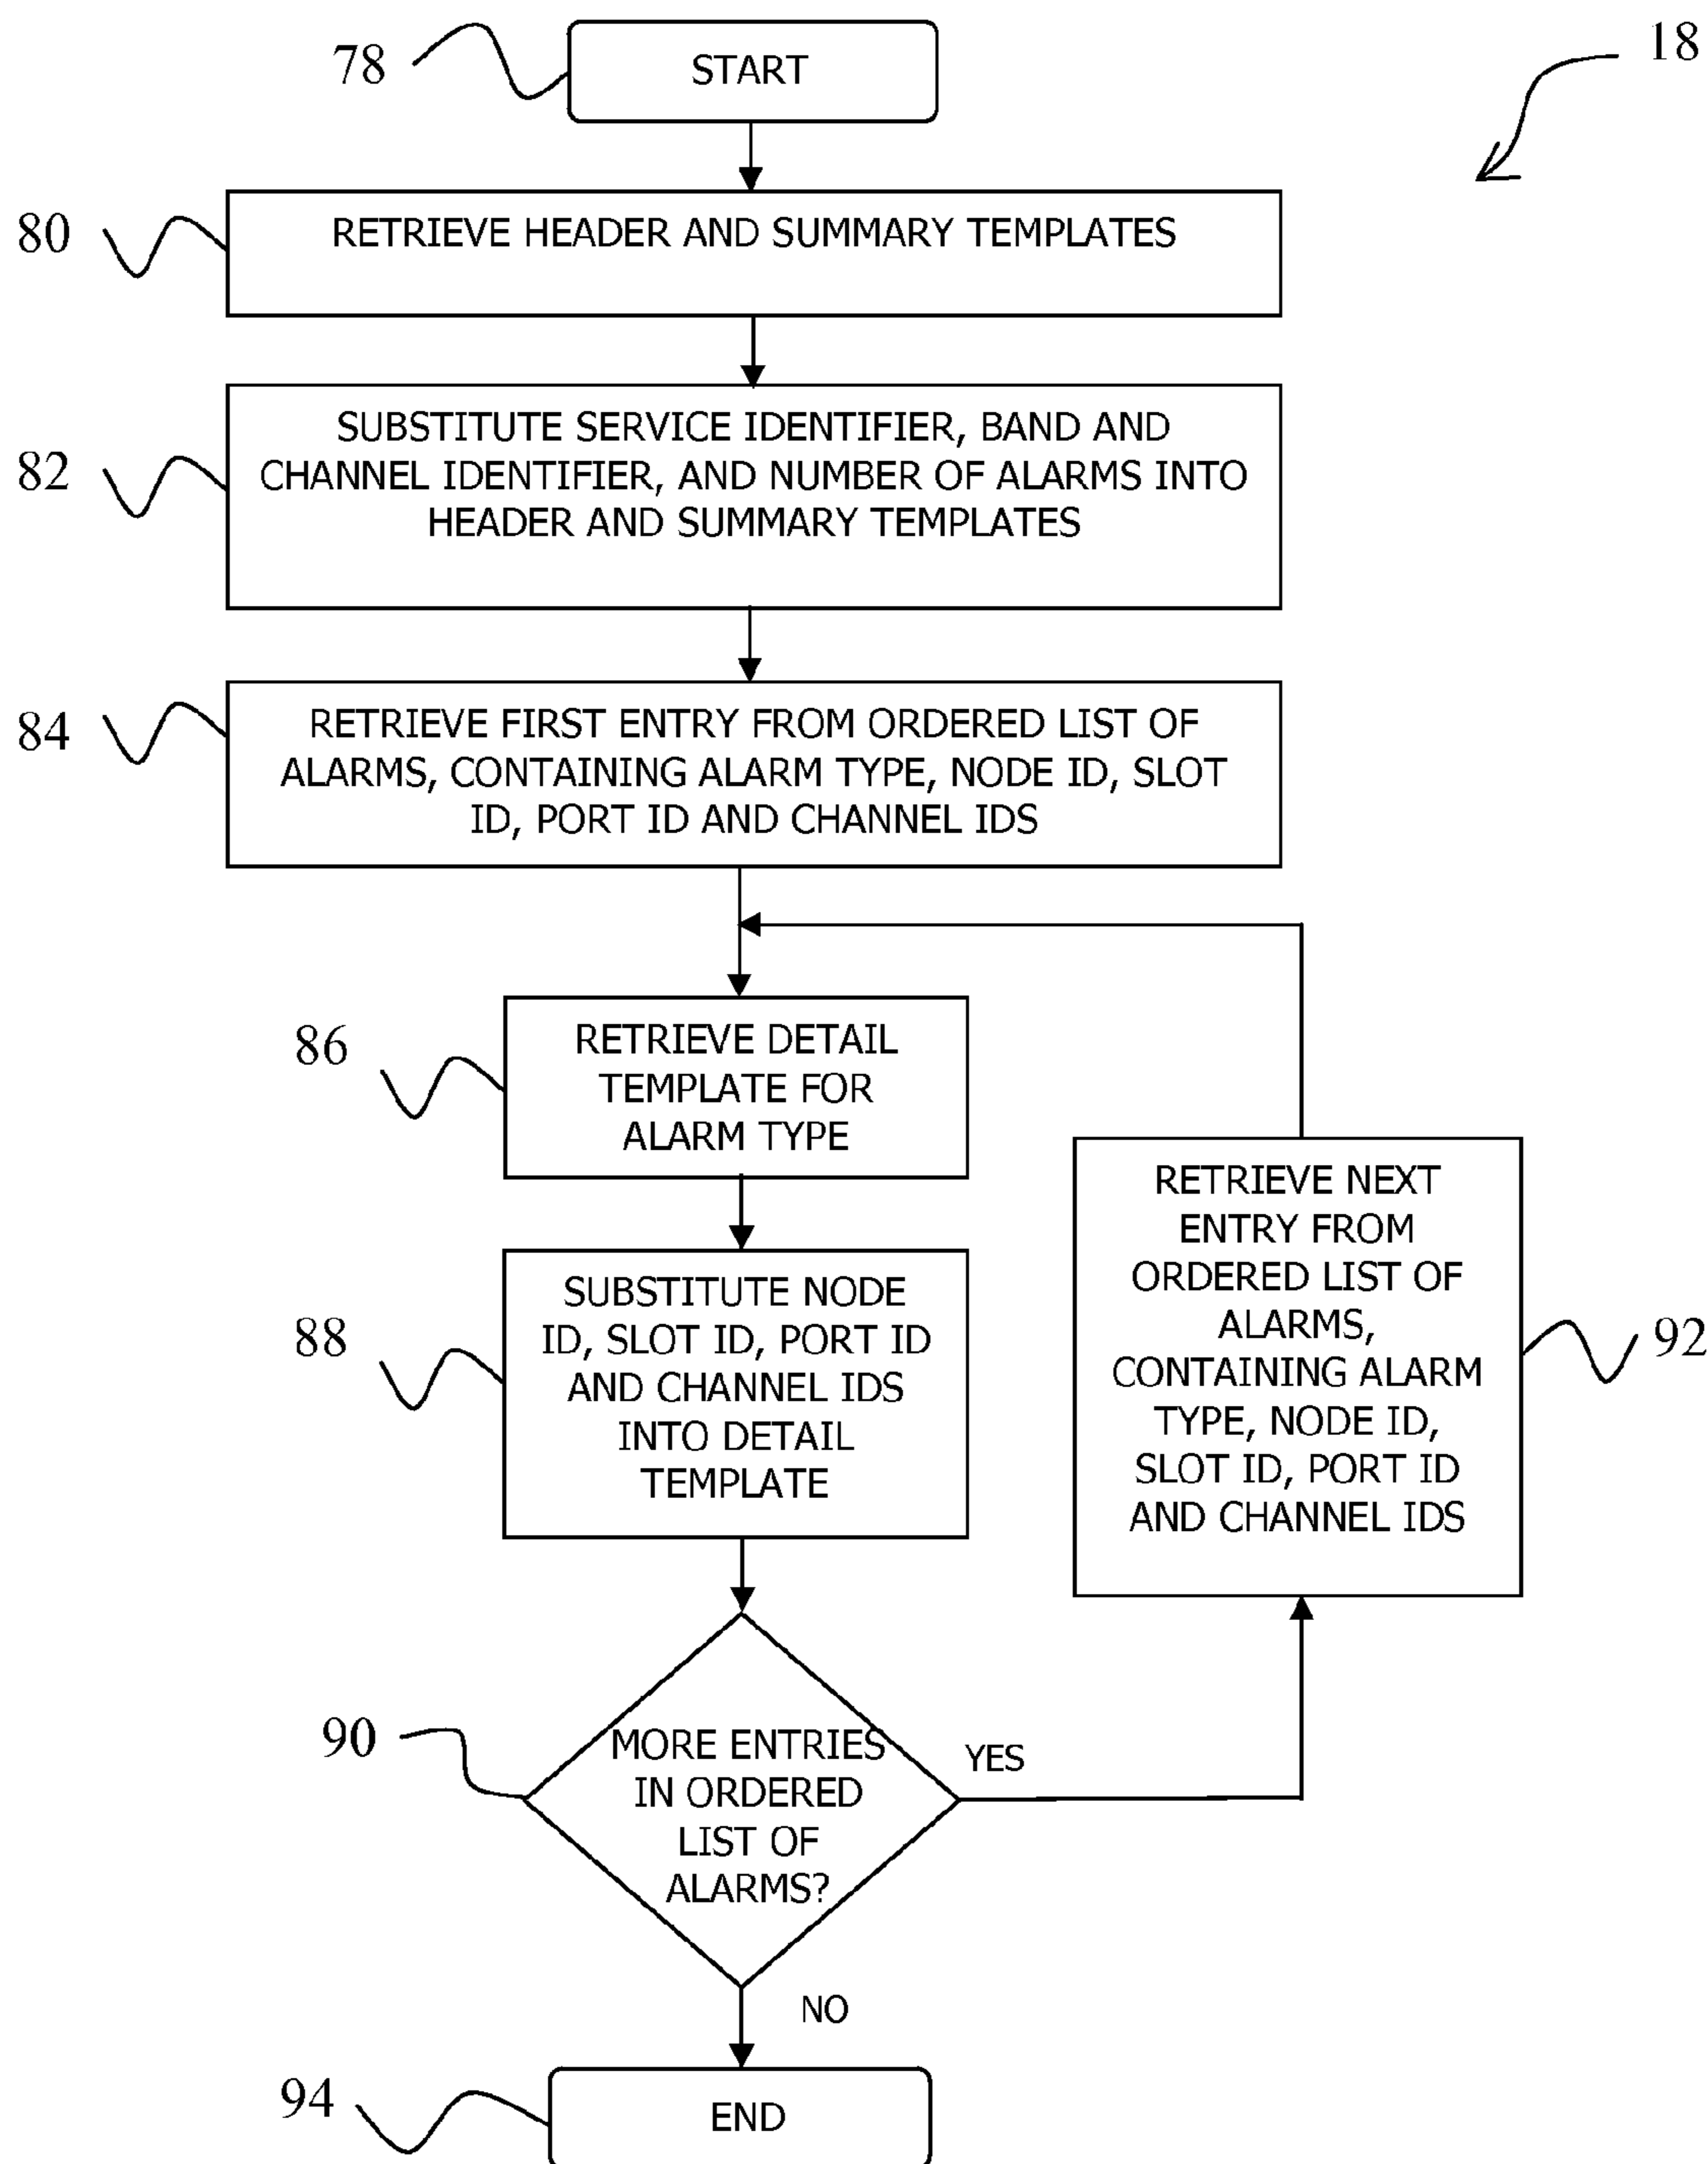 78
START
18
80
RETRIEVE HEADER AND SUMMARY TEMPLATES
82
SUBSTITUTE SERVICE IDENTIFIER, BAND AND
CHANNEL IDENTIFIER, AND NUMBER OF ALARMS INTO
HEADER AND SUMMARY TEMPLATES
84
RETRIEVE FIRST ENTRY FROM ORDERED LIST OF
ALARMS, CONTAINING ALARM TYPE, NODE ID, SLOT
ID, PORT ID AND CHANNEL IDS
86
RETRIEVE DETAIL
TEMPLATE FOR
ALARM TYPE
88
SUBSTITUTE NODE
ID, SLOT ID, PORT ID
AND CHANNEL IDS
INTO DETAIL
TEMPLATE
RETRIEVE NEXT
ENTRY FROM
ORDERED LIST OF
ALARMS,
CONTAINING ALARM
TYPE, NODE ID,
SLOT ID, PORT ID
AND CHANNEL IDS
92
90
MORE ENTRIES
IN ORDERED
LIST OF
ALARMS?
YES
NO
94
END